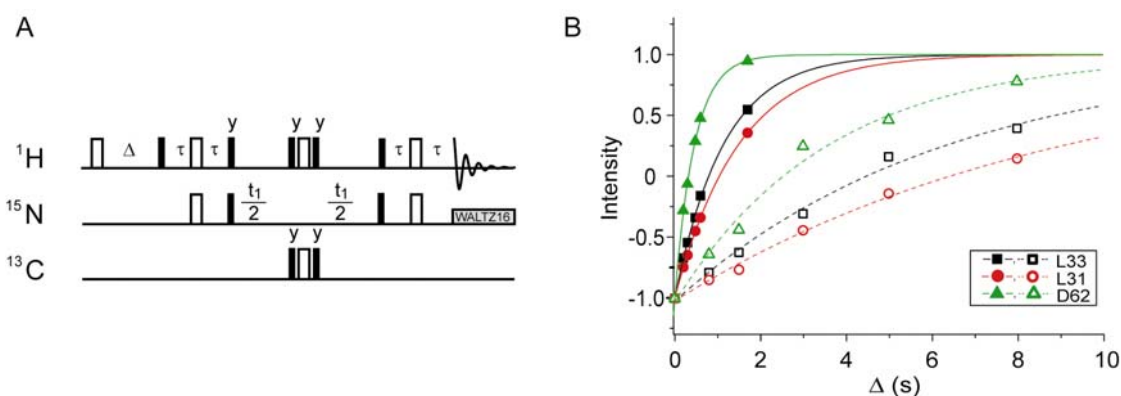 A
¹H
Δ
τ
τ
y
y
y
τ
τ
¹⁵N
t₁
2
t₁
2
WALTZ16
y
y
¹³C
B
Intensity
1.0
0.5
0
-0.5
-1.0
L33
L31
D62
0
2
4
6
8
10
Δ (s)